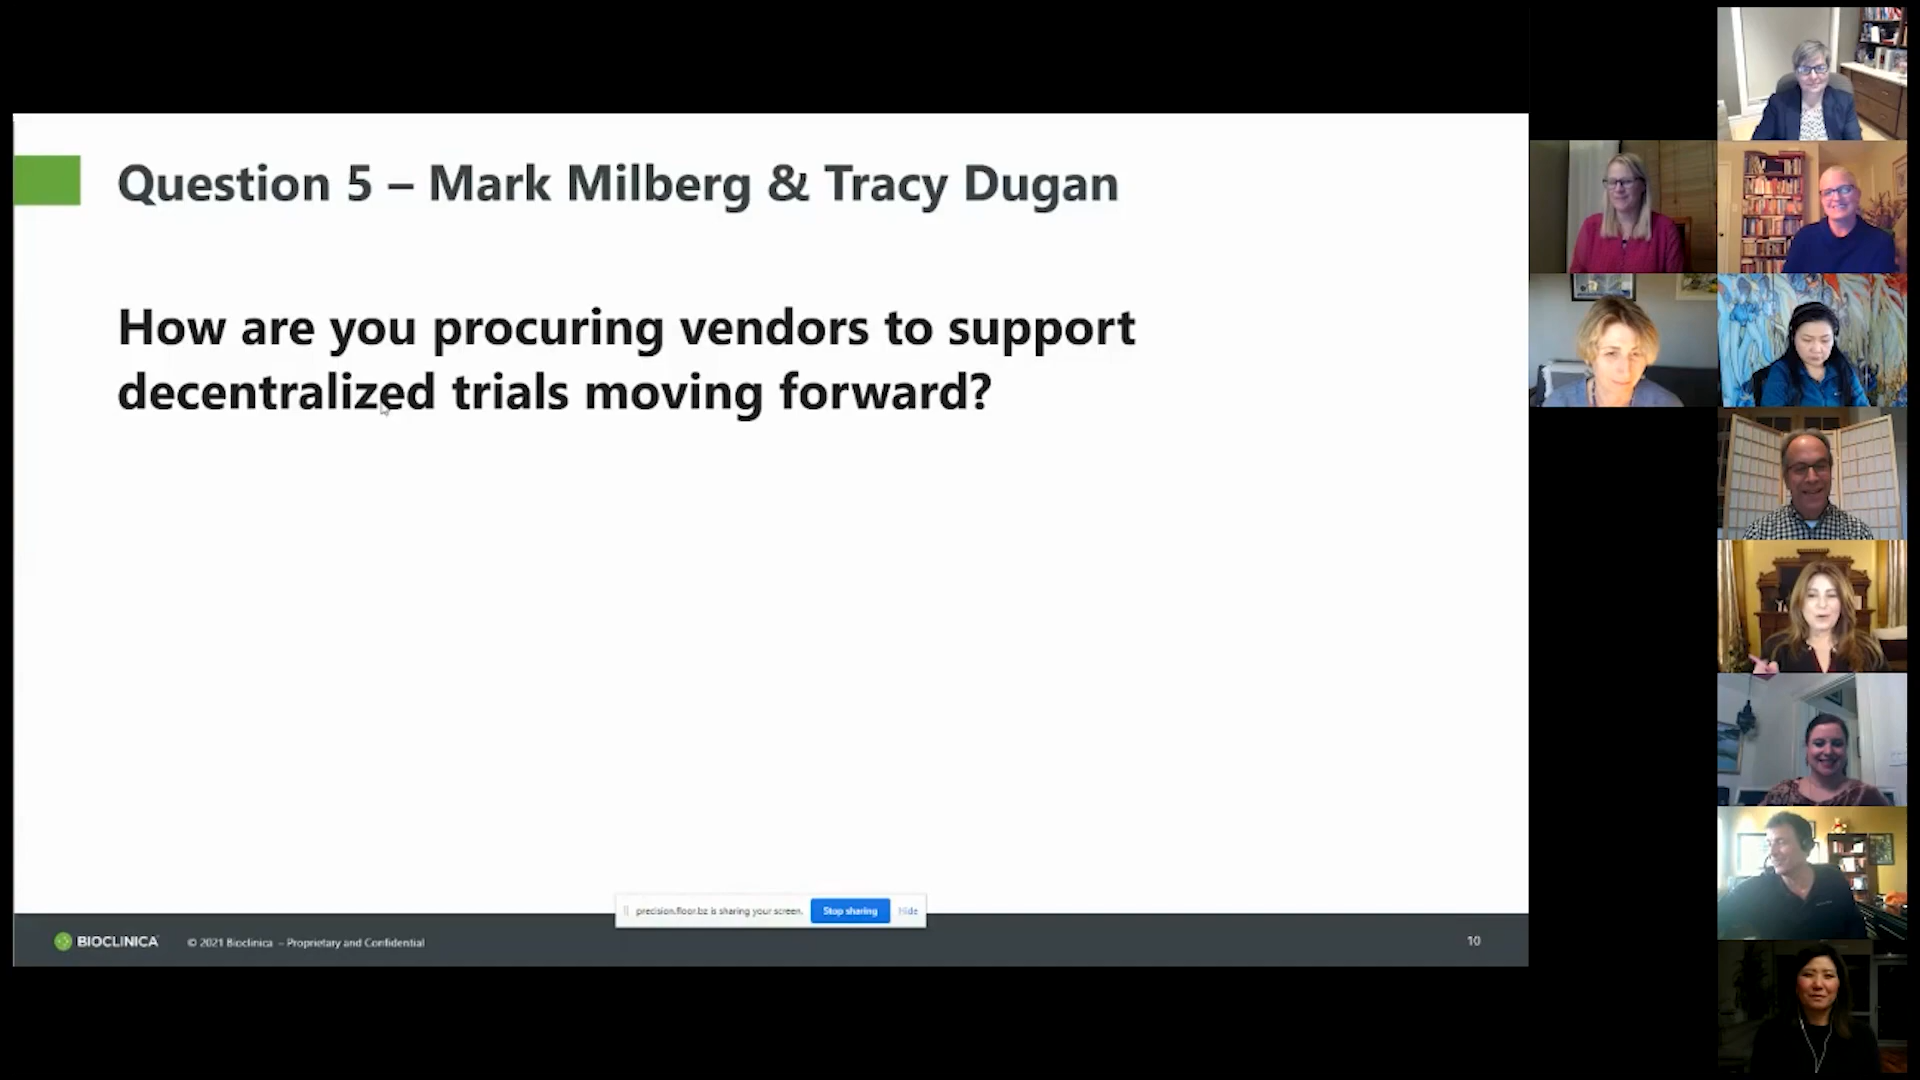 Question 5 – Mark Milberg & Tracy Dugan
How are you procuring vendors to support
decentralized trials moving forward?
precision.floor.bz is sharing your screen.
Stop sharing
Hide
BIOCLINICA
© 2021 Bioclinica – Proprietary and Confidential
10